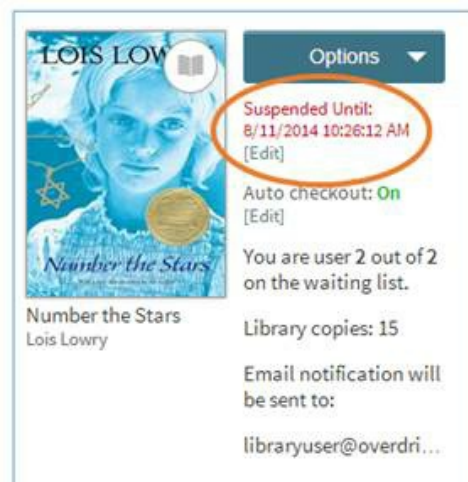 LOIS LOW
Number the Stars
Number the Stars
Lois Lowry
Options
Suspended Until:
8/11/2014 10:26:12 AM
[Edit]
Auto checkout: On
[Edit]
You are user 2 out of 2
on the waiting list.
Library copies: 15
Email notification will
be sent to:
libraryuser@overdri...